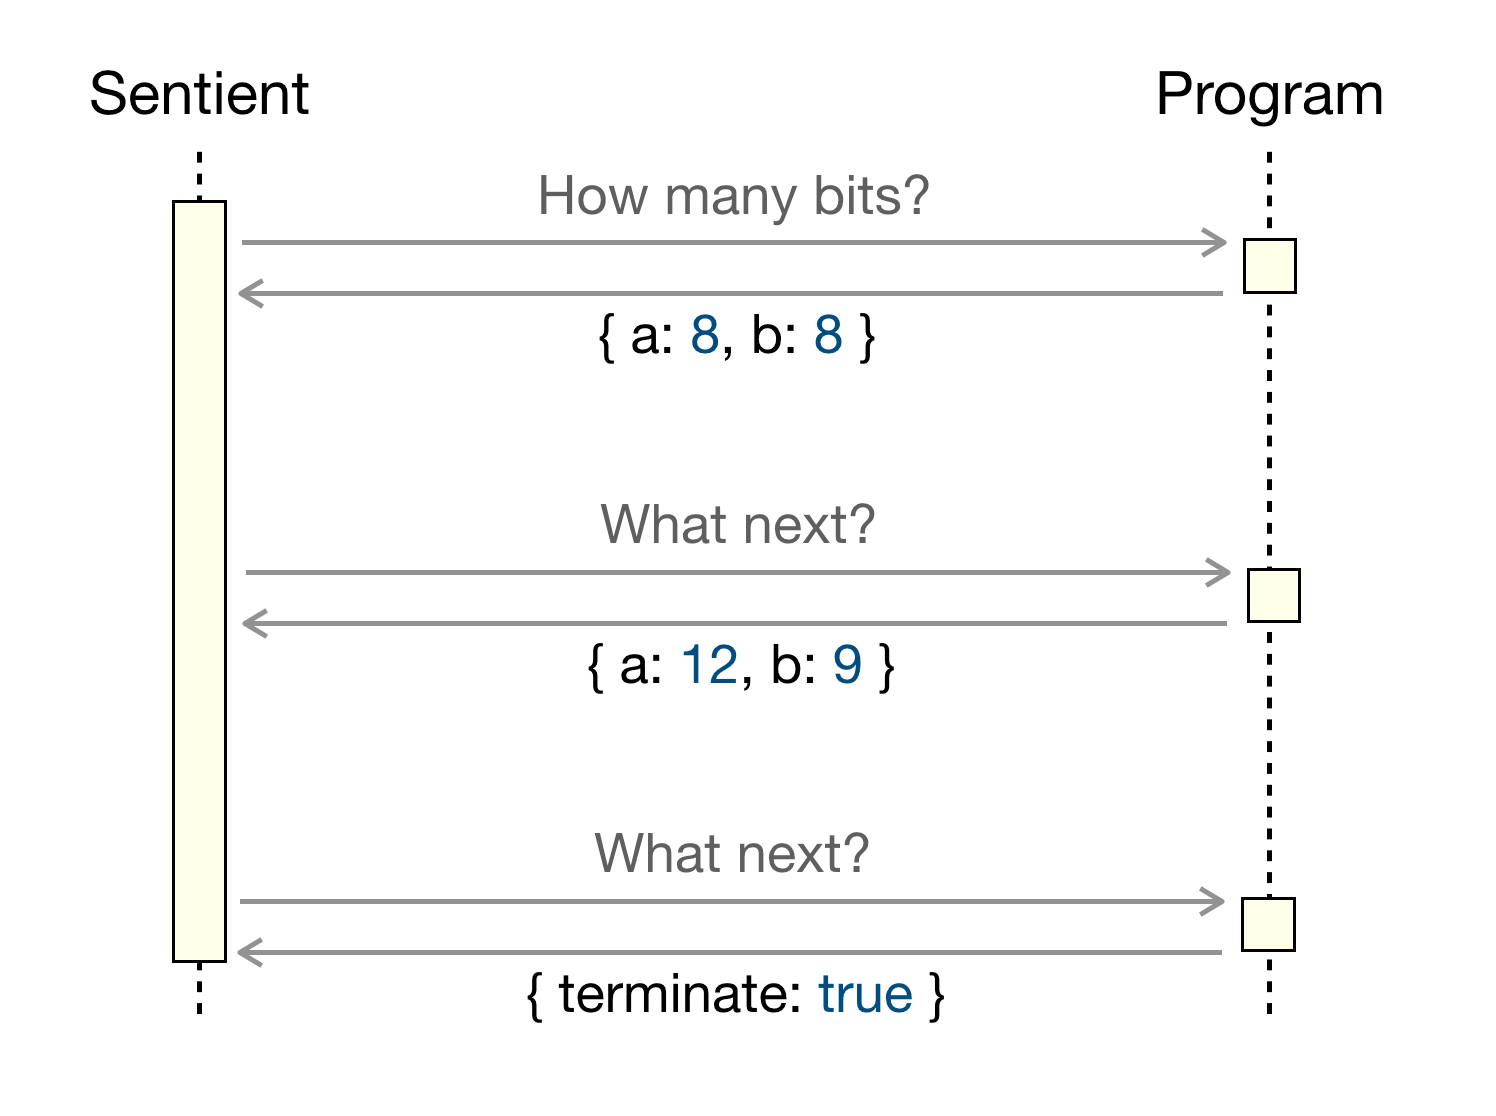 Sentient
Program
How many bits?
{ a: 8, b: 8 }
What next?
{ a: 12, b: 9 }
What next?
{ terminate: true }